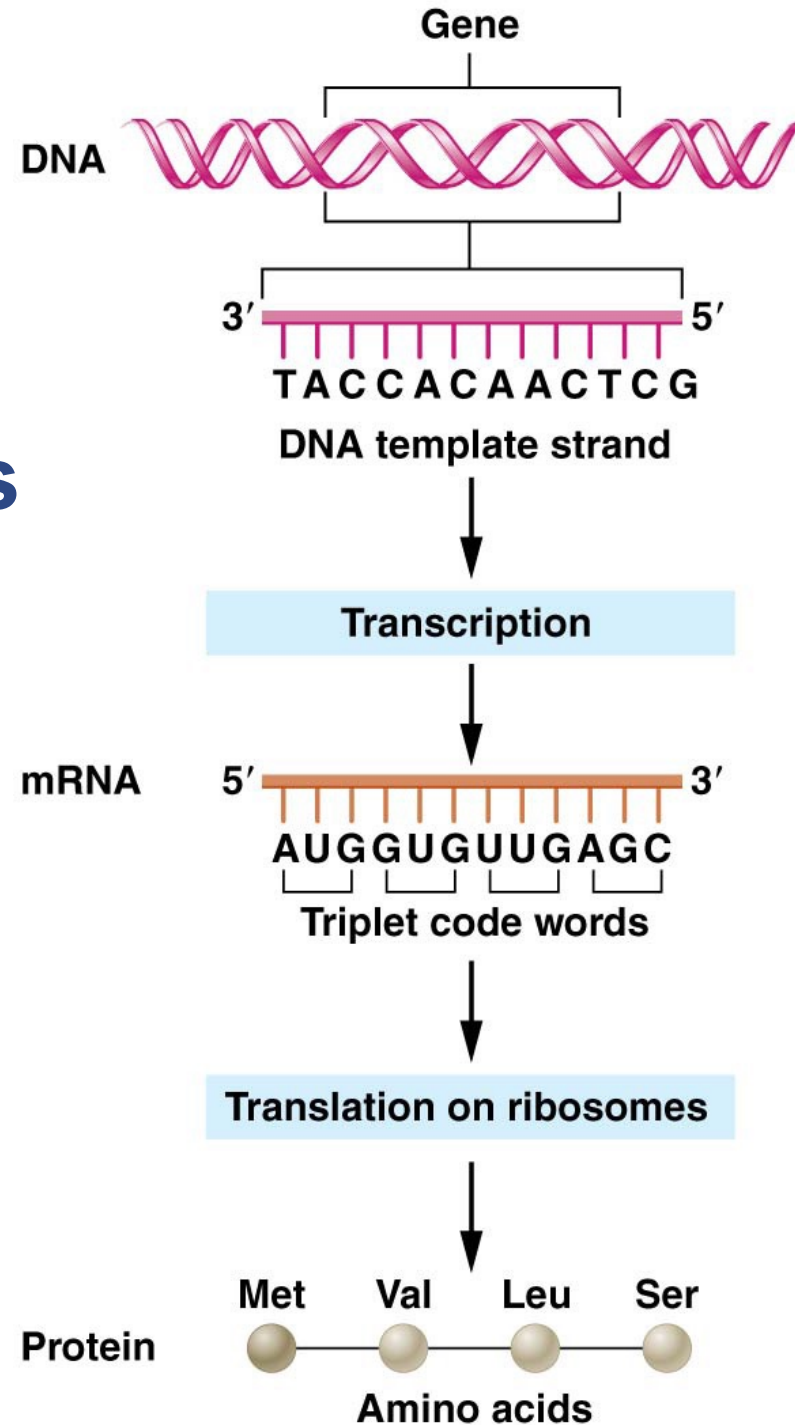 Gene
DNA
3′ 5′
TACCACAACTCG
DNA template strand
s
Transcription
mRNA 5′ 3′
AUGGUGUUGAGC
Triplet code words
Translation on ribosomes
Met Val Leu Ser
Protein
Amino acids